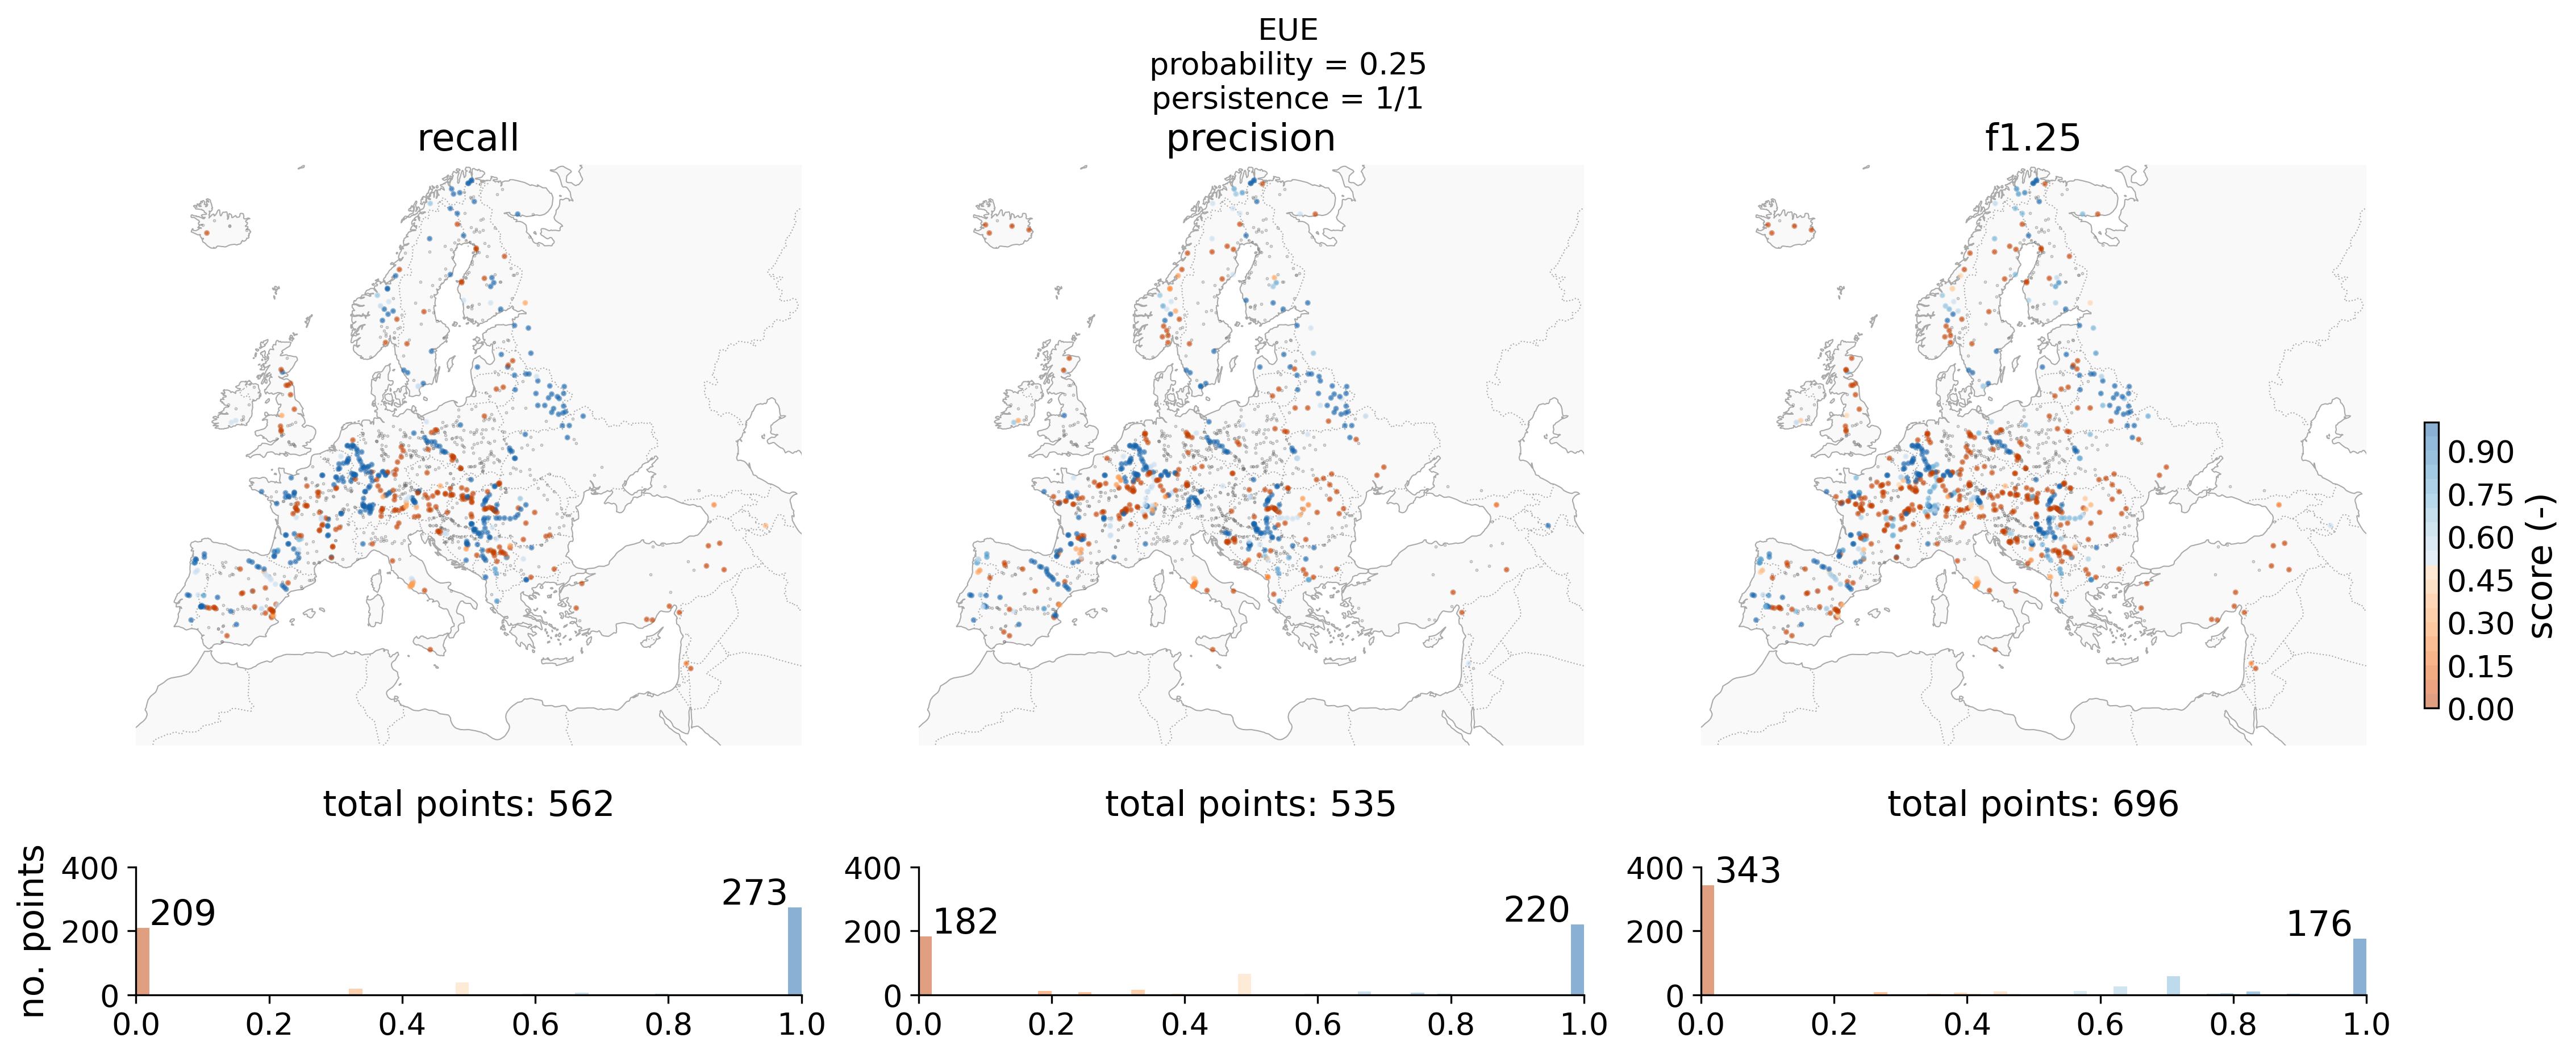 EUE
probability = 0.25
persistence = 1/1
recall
precision
f1.25
0.90
0.75
0.60
0.45
0.30
0.15
0.00
score (-)
total points: 562
total points: 535
total points: 696
no. points
400
200
0
209
273
0.0 0.2 0.4 0.6 0.8 1.0
400
200
0
182
220
0.0 0.2 0.4 0.6 0.8 1.0
400
200
0
343
176
0.0 0.2 0.4 0.6 0.8 1.0